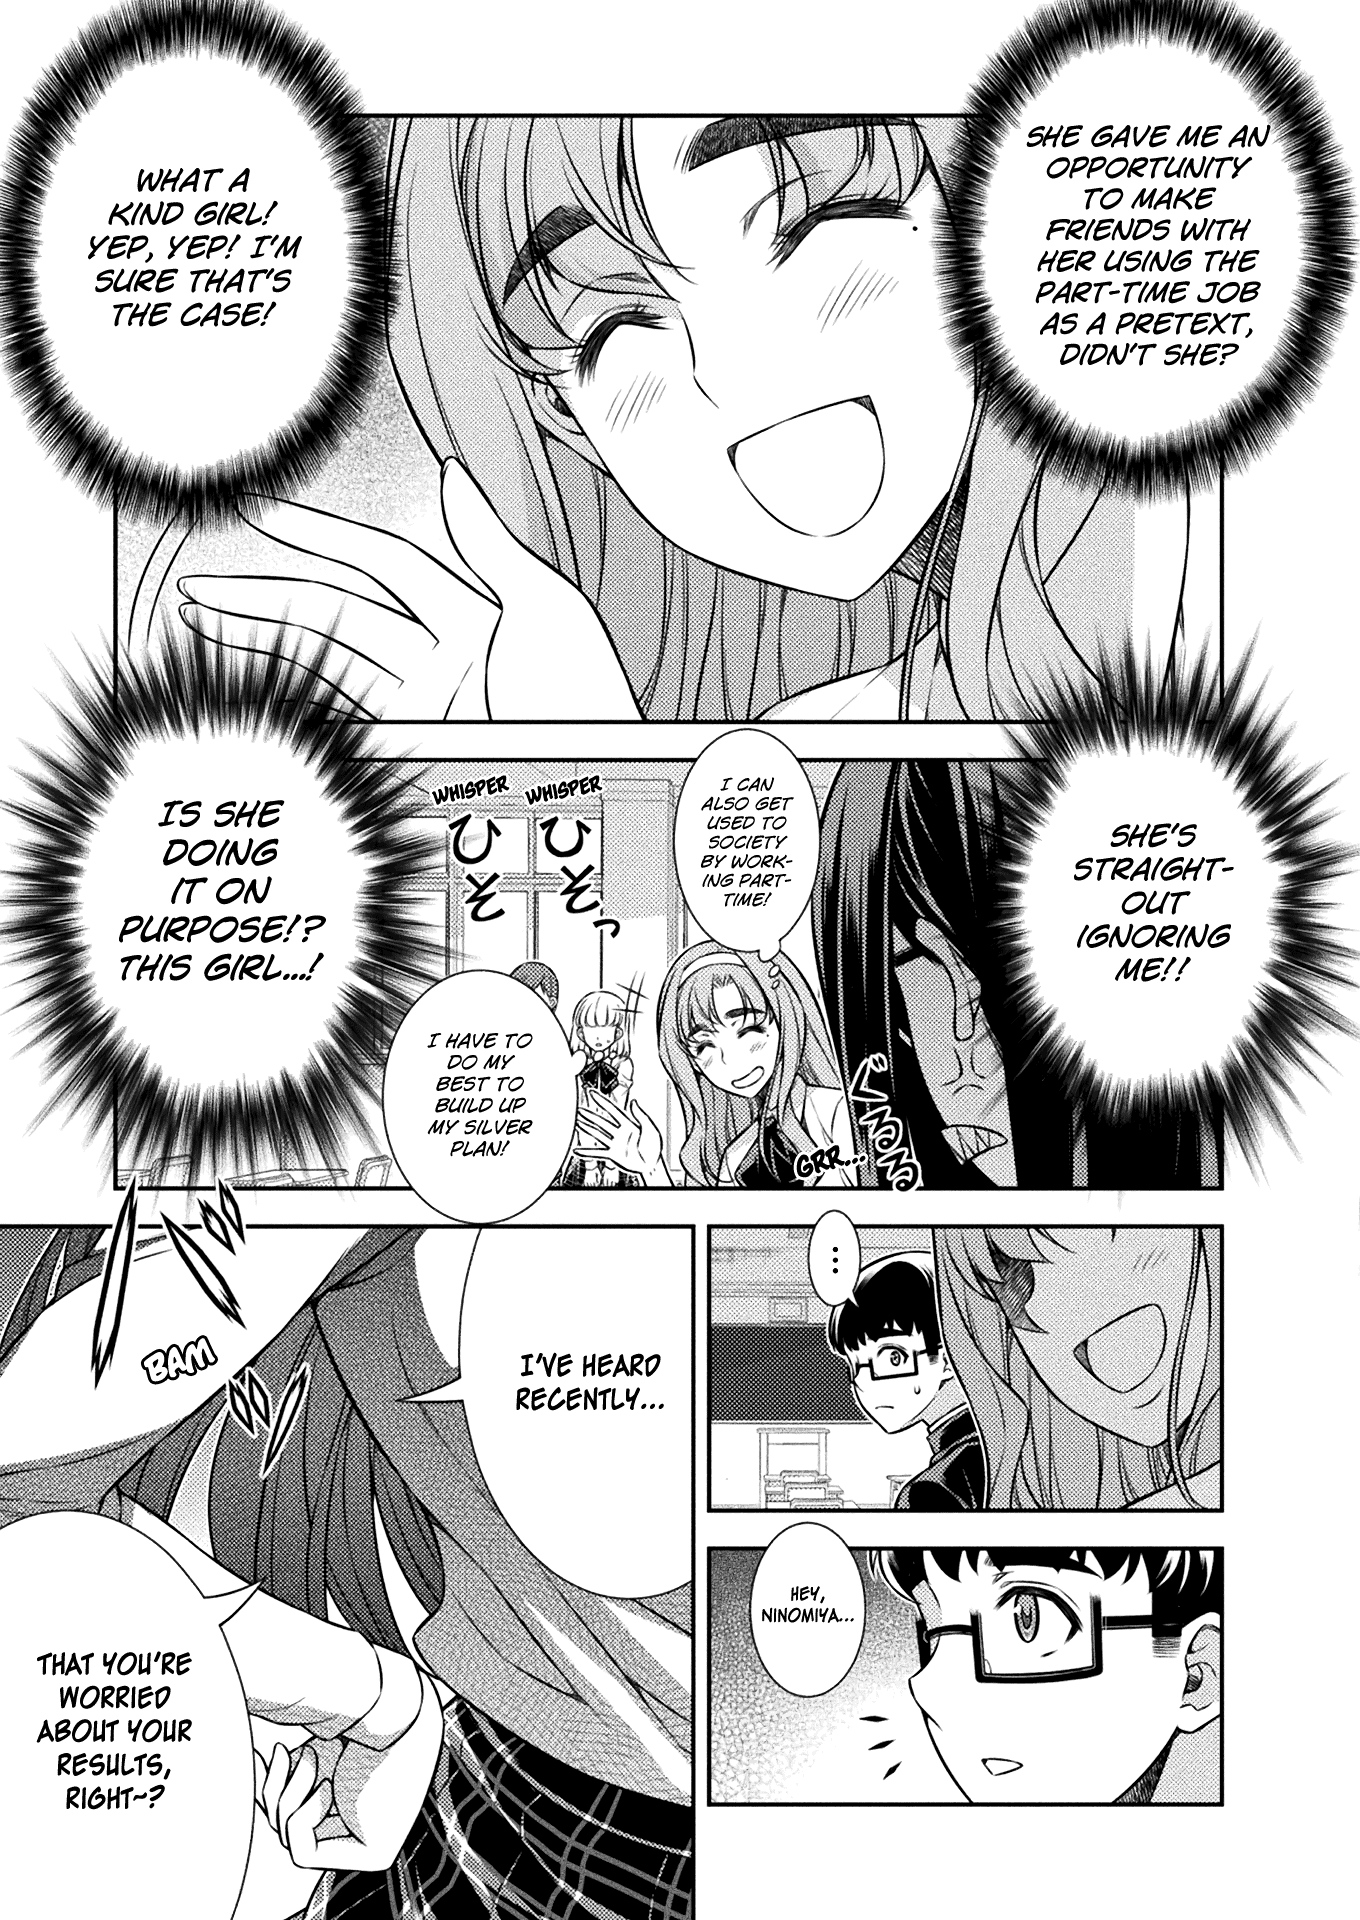 SHE GAVE ME AN
OPPORTUNITY
TO MAKE
FRIENDS WITH
HER USING THE
PART-TIME JOB
AS A PRETEXT,
DIDN'T SHE?
WHAT A
KIND GIRL!
YEP, YEP! I'M
SURE THAT'S
THE CASE!
SHE'S
STRAIGHT-
OUT
IGNORING
ME!!
I CAN
ALSO GET
USED TO
SOCIETY
BY WORK-
ING PART-
TIME!
ぐるるる
GRR...
WHISPER
ひそっ
WHISPER
ひそ
I HAVE TO
DO MY
BEST TO
BUILD UP
MY SILVER
PLAN!
IS SHE
DOING
IT ON
PURPOSE!?
THIS GIRL...!
...
HEY,
NINOMIYA...
I'VE HEARD
RECENTLY...
BAM
THAT YOU'RE
WORRIED
ABOUT YOUR
RESULTS,
RIGHT~?